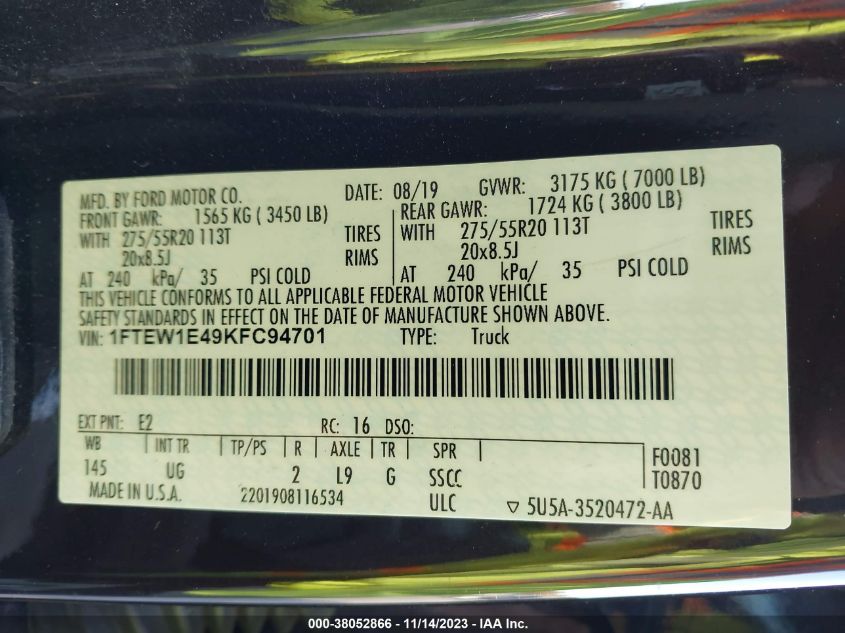 MFD. BY FORD MOTOR CO. DATE: 08/19 GVWR: 3175 KG ( 7000 LB)
FRONT GAWR: 1565 KG ( 3450 LB) REAR GAWR: 1724 KG ( 3800 LB)
WITH 275/55R20 113T TIRES WITH 275/55R20 113T TIRES
20x8.5J RIMS 20x8.5J RIMS
AT 240 kPa/ 35 PSI COLD AT 240 kPa/ 35 PSI COLD
THIS VEHICLE CONFORMS TO ALL APPLICABLE FEDERAL MOTOR VEHICLE
SAFETY STANDARDS IN EFFECT ON THE DATE OF MANUFACTURE SHOWN ABOVE.
VIN: 1FTEW1E49KFC94701 TYPE: Truck
EXT PNT: E2 RC: 16 DSO:
WB INT TR TP/PS R AXLE TR SPR F0081
145 UG 2 L9 G SSCC T0870
MADE IN U.S.A. 2201908116534 ULC ▽ 5U5A-3520472-AA
000-38052866 - 11/14/2023 - IAA Inc.